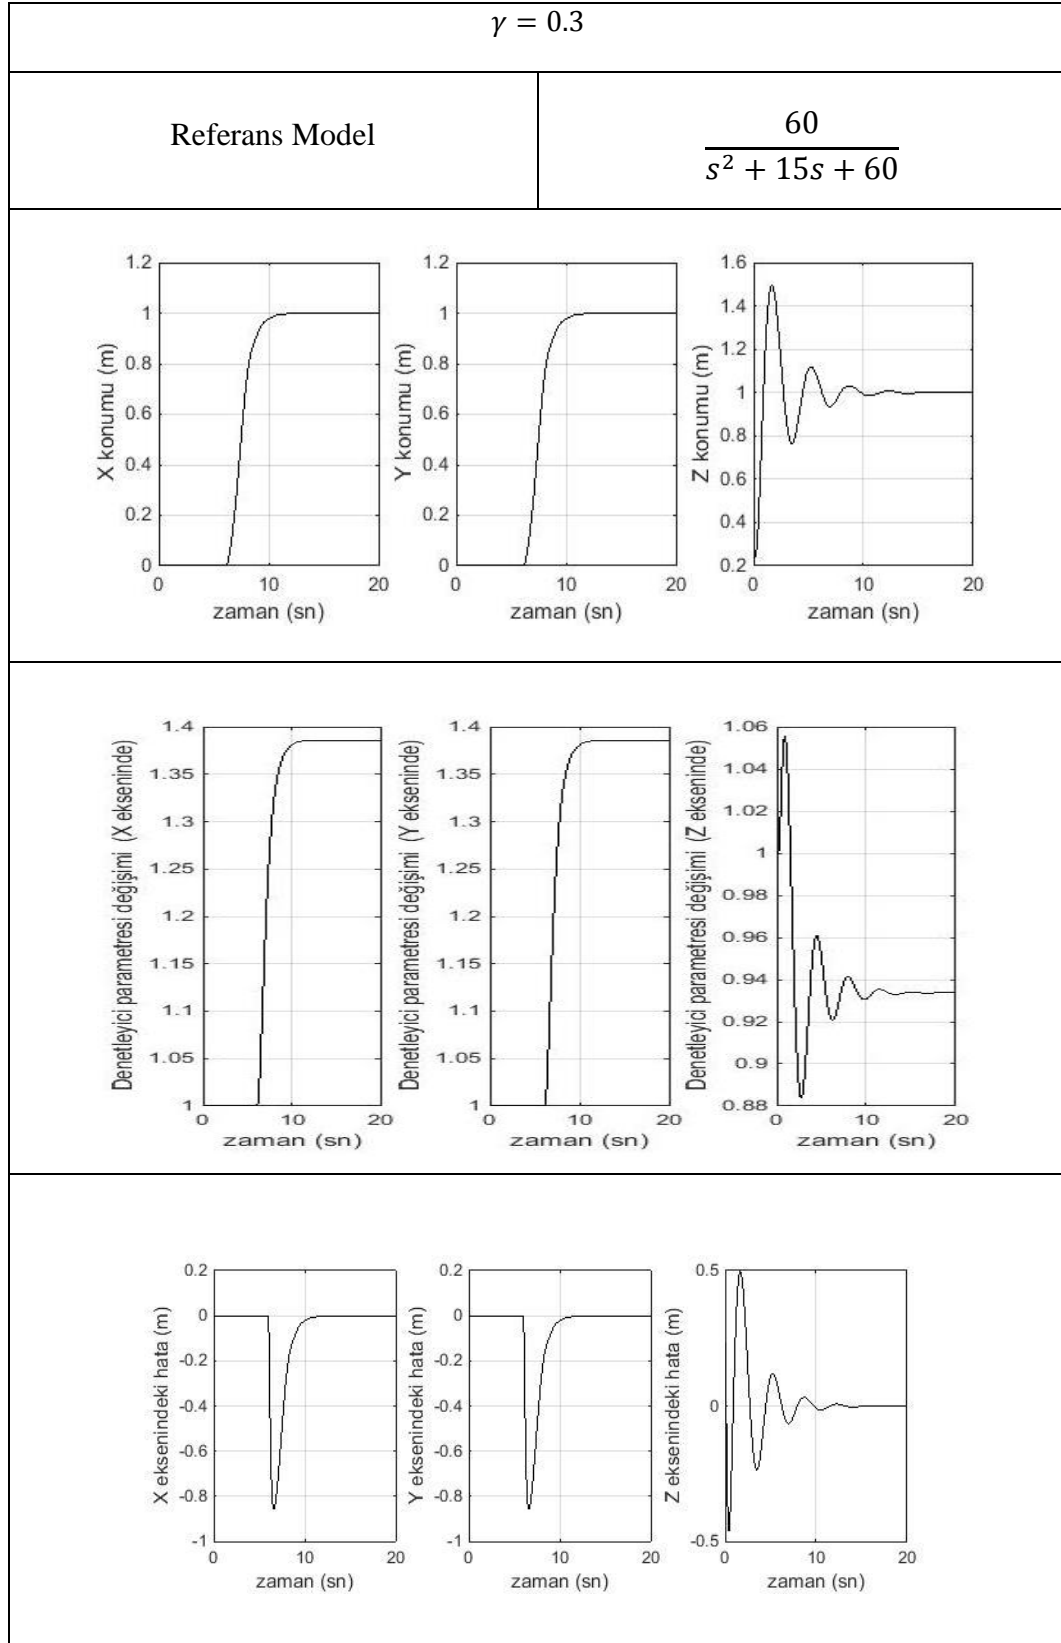 γ = 0.3
Referans Model
60
s² + 15s + 60
1.2
1
0.8
0.6
0.4
0.2
0
X konumu (m)
0 10 20
zaman (sn)
1.2
1
0.8
0.6
0.4
0.2
0
Y konumu (m)
0 10 20
zaman (sn)
1.6
1.4
1.2
1
0.8
0.6
0.4
0.2
Z konumu (m)
0 10 20
zaman (sn)
1.4
1.35
1.3
1.25
1.2
1.15
1.1
1.05
1
Denetleyici parametresi değişimi (X ekseninde)
0 10 20
zaman (sn)
1.4
1.35
1.3
1.25
1.2
1.15
1.1
1.05
1
Denetleyici parametresi değişimi (Y ekseninde)
0 10 20
zaman (sn)
1.06
1.04
1.02
1
0.98
0.96
0.94
0.92
0.9
0.88
Denetleyici parametresi değişimi (Z ekseninde)
0 10 20
zaman (sn)
0.2
0
-0.2
-0.4
-0.6
-0.8
-1
X eksenindeki hata (m)
0 10 20
zaman (sn)
0.2
0
-0.2
-0.4
-0.6
-0.8
-1
Y eksenindeki hata (m)
0 10 20
zaman (sn)
0.5
0
-0.5
Z eksenindeki hata (m)
0 10 20
zaman (sn)